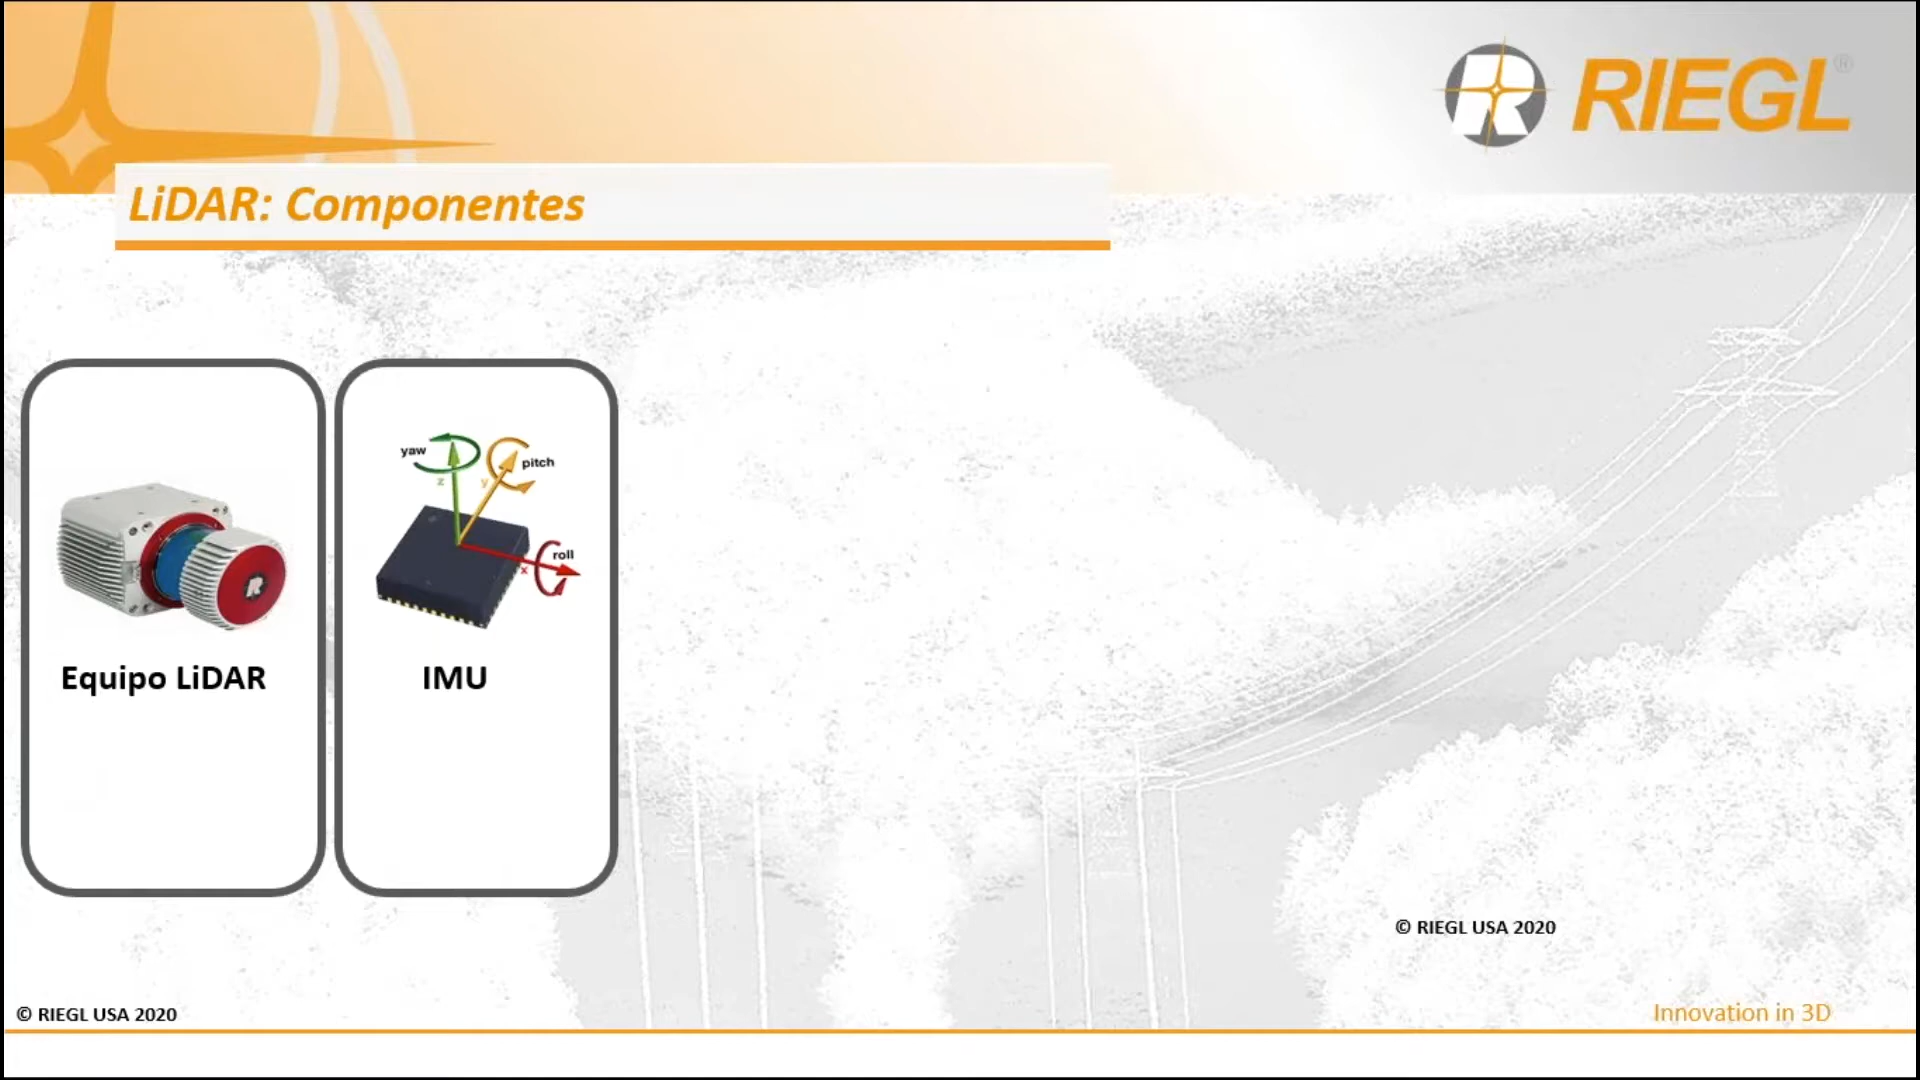 RIEGL®
LiDAR: Componentes
yaw
z
y
pitch
roll
x
Equipo LiDAR
IMU
© RIEGL USA 2020
© RIEGL USA 2020
Innovation in 3D